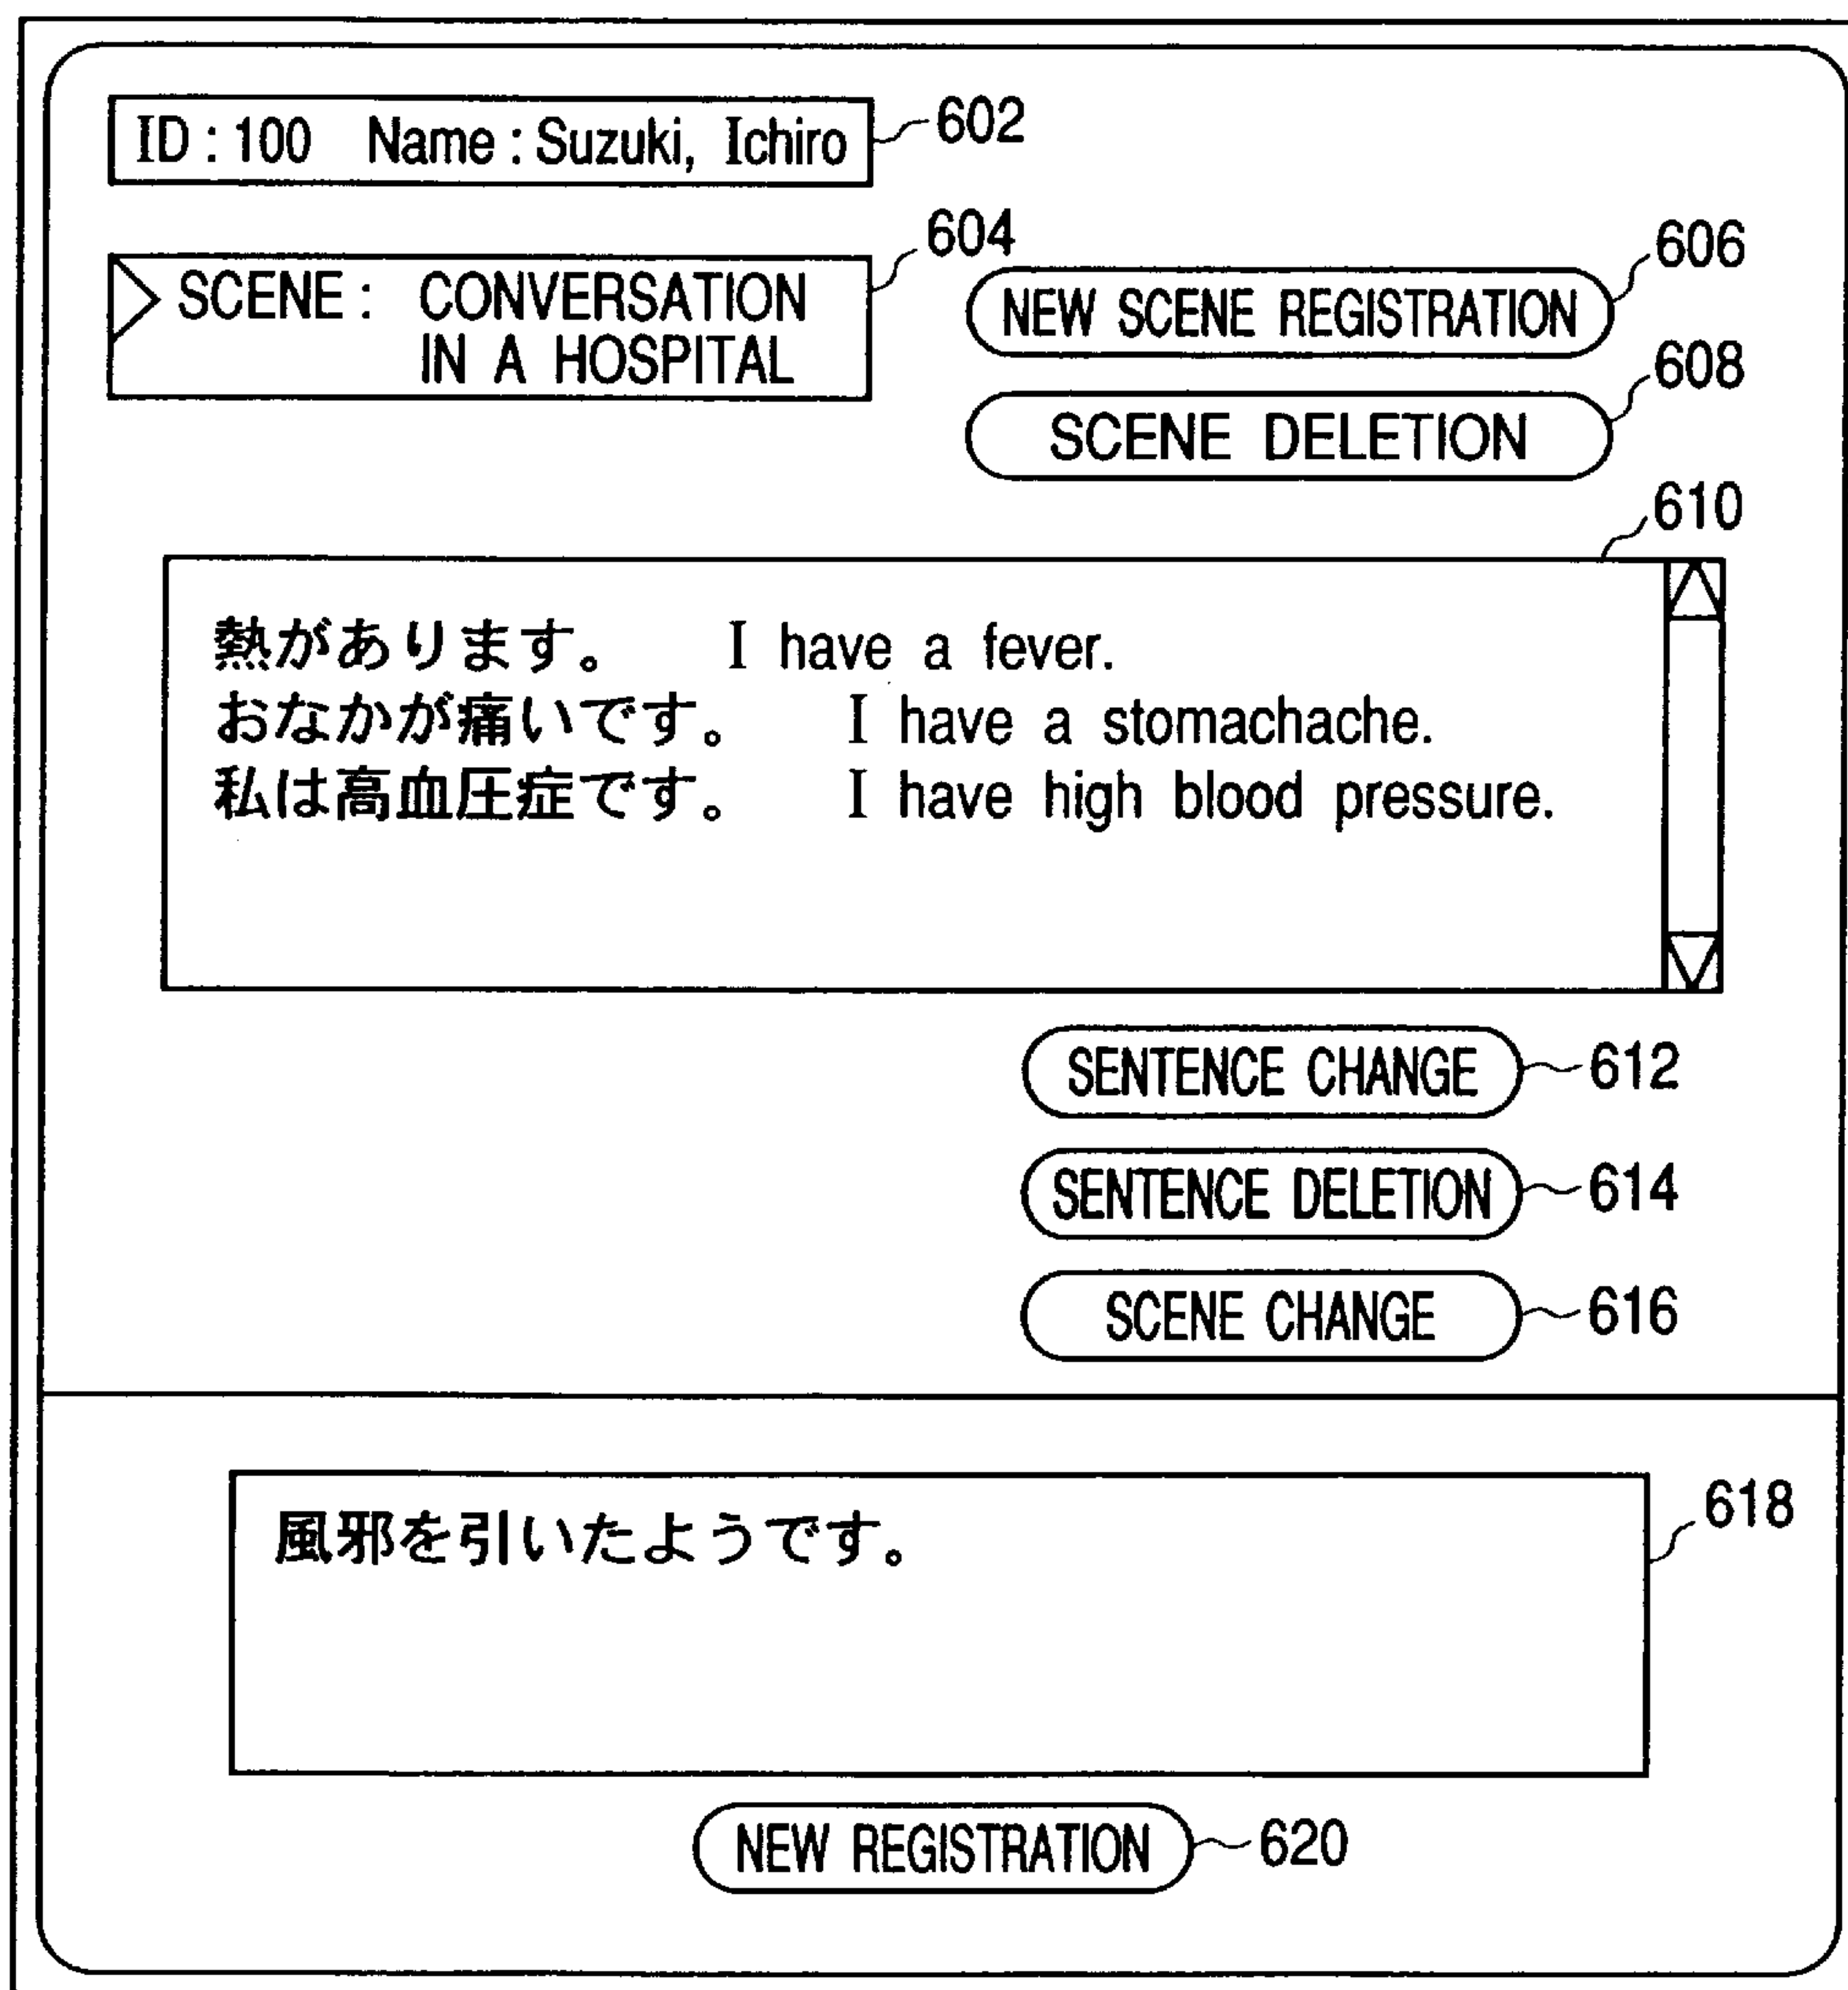 ID : 100 Name : Suzuki, Ichiro
602
SCENE : CONVERSATION
IN A HOSPITAL
604
NEW SCENE REGISTRATION
606
SCENE DELETION
608
610
熱があります。 I have a fever.
おなかが痛いです。 I have a stomachache.
私は高血圧症です。 I have high blood pressure.
SENTENCE CHANGE
612
SENTENCE DELETION
614
SCENE CHANGE
616
風邪を引いたようです。
618
NEW REGISTRATION
620